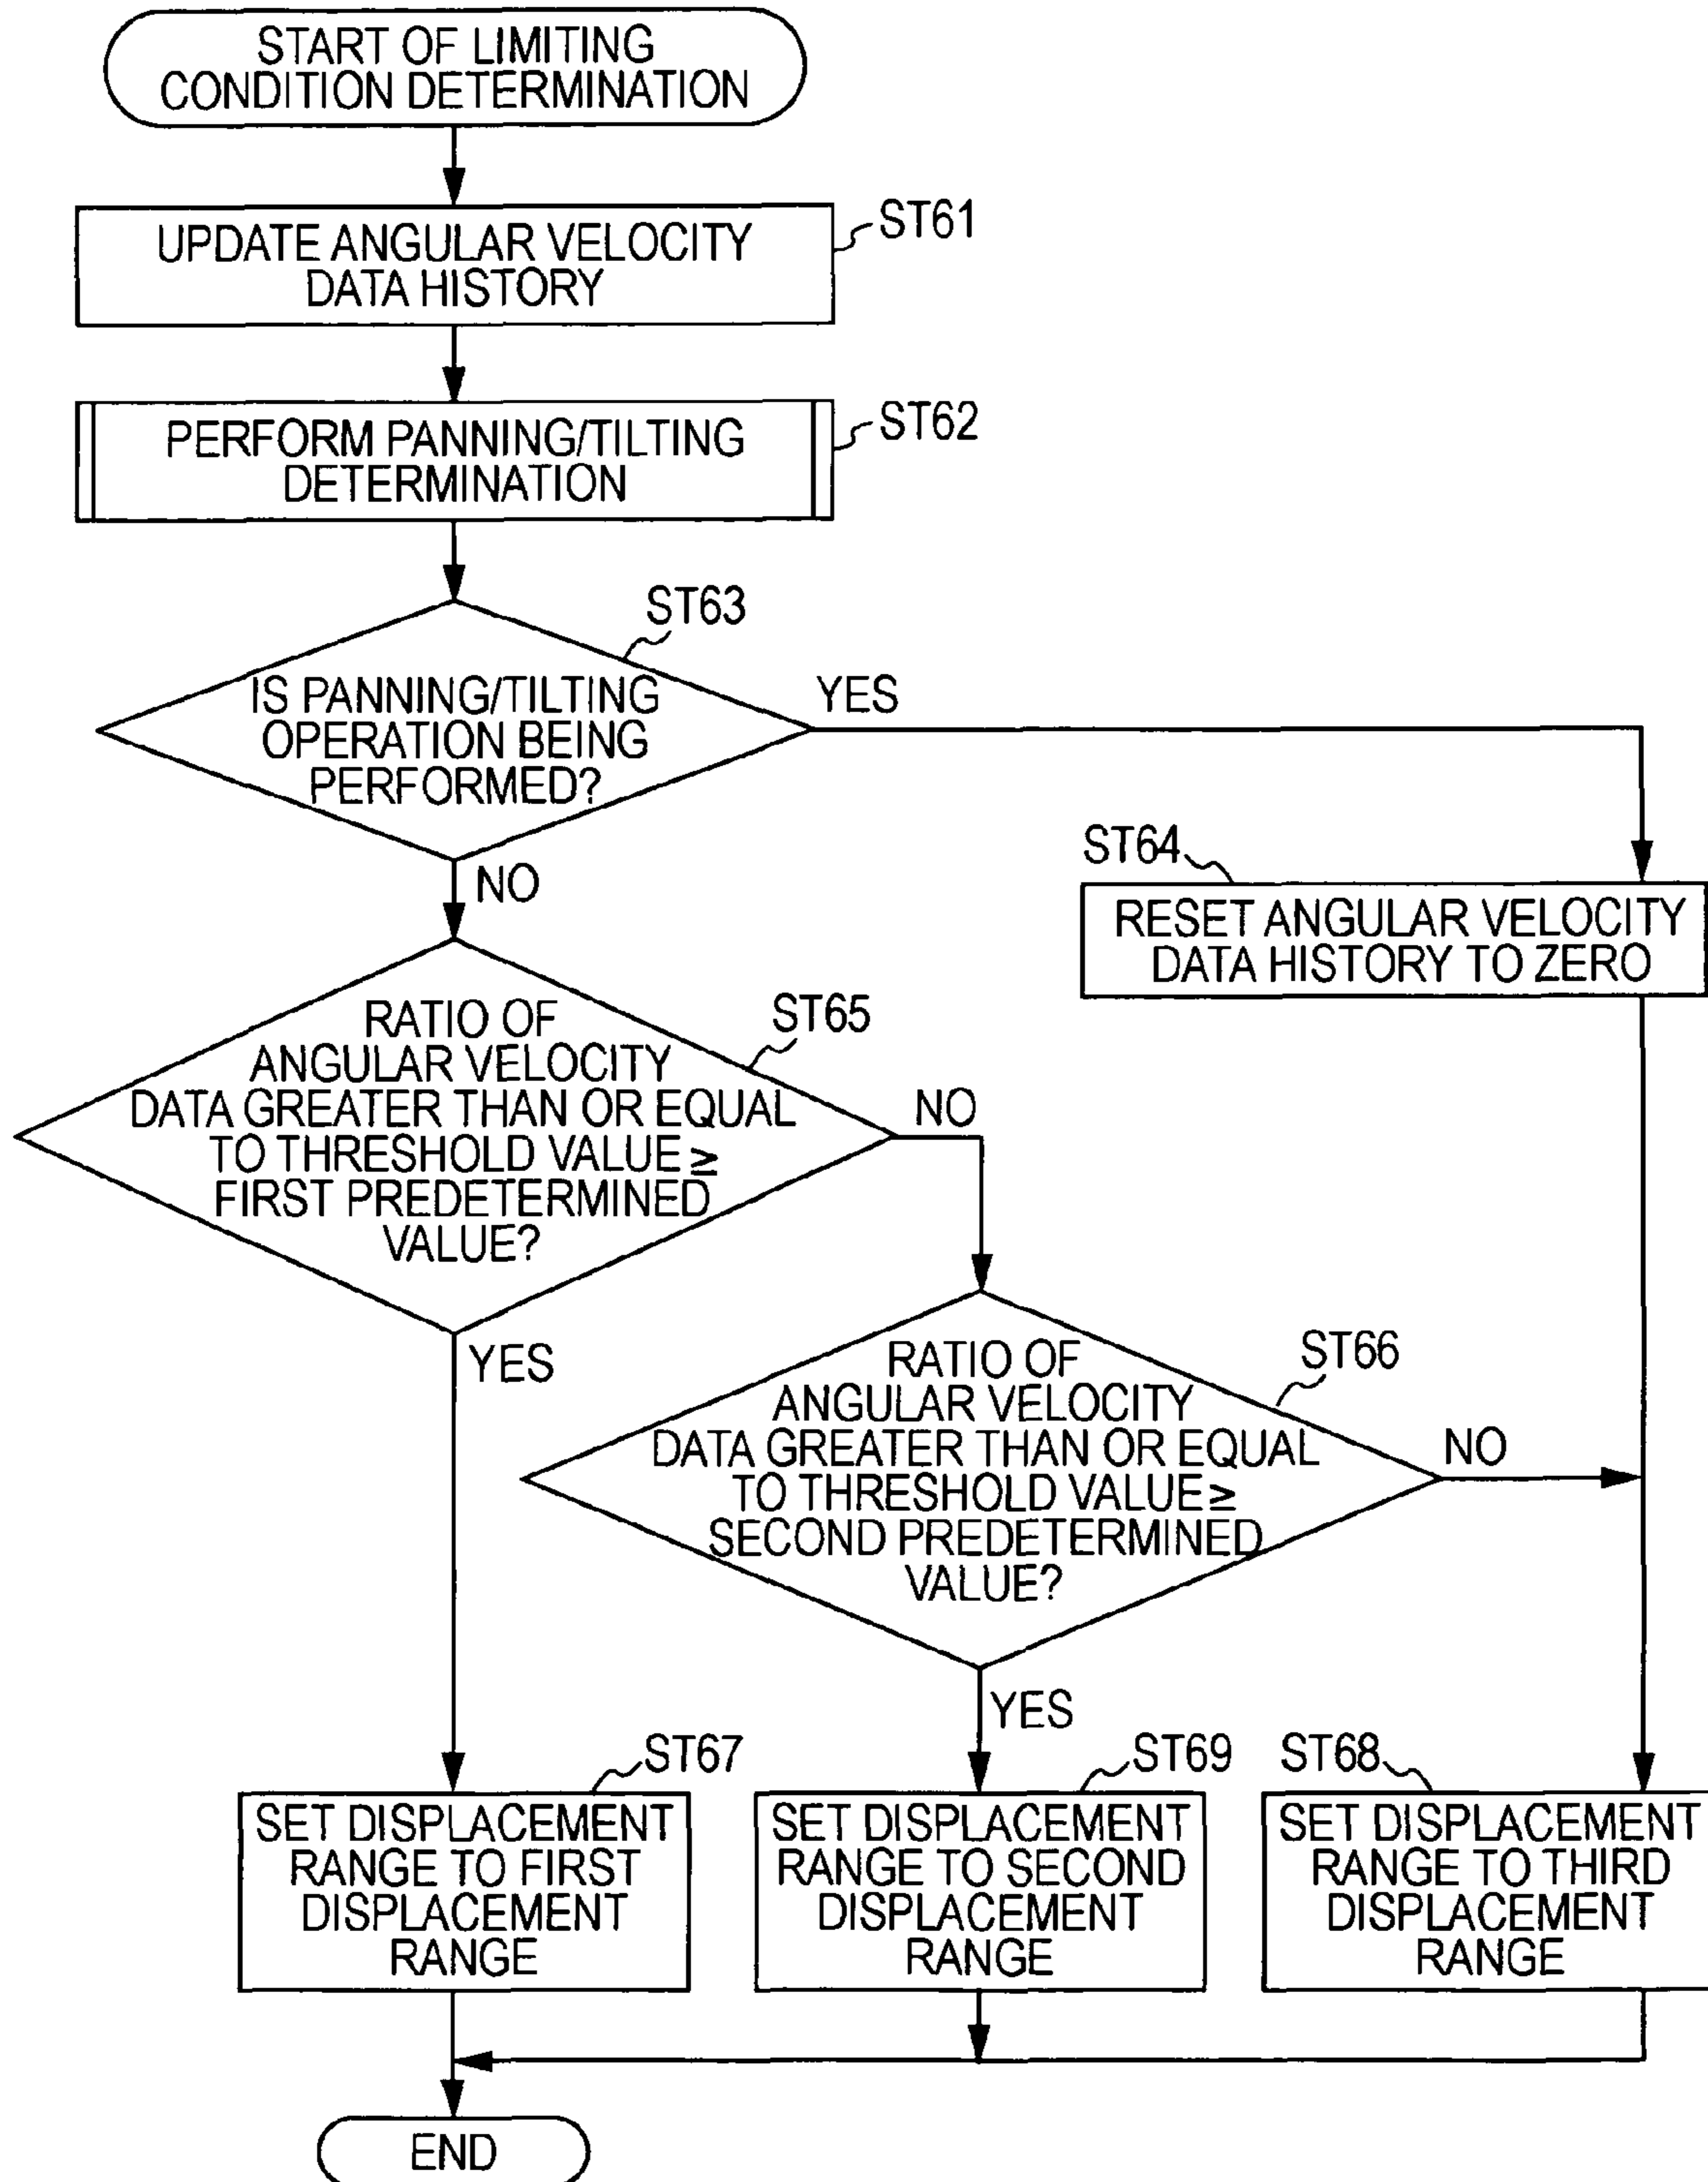 START OF LIMITING
CONDITION DETERMINATION
UPDATE ANGULAR VELOCITY
DATA HISTORY
ST61
PERFORM PANNING/TILTING
DETERMINATION
ST62
ST63
IS PANNING/TILTING
OPERATION BEING
PERFORMED?
YES
NO
ST64
RESET ANGULAR VELOCITY
DATA HISTORY TO ZERO
ST65
RATIO OF
ANGULAR VELOCITY
DATA GREATER THAN OR EQUAL
TO THRESHOLD VALUE ≥
FIRST PREDETERMINED
VALUE?
NO
YES
ST66
RATIO OF
ANGULAR VELOCITY
DATA GREATER THAN OR EQUAL
TO THRESHOLD VALUE ≥
SECOND PREDETERMINED
VALUE?
NO
YES
ST67
SET DISPLACEMENT
RANGE TO FIRST
DISPLACEMENT
RANGE
ST69
SET DISPLACEMENT
RANGE TO SECOND
DISPLACEMENT
RANGE
ST68
SET DISPLACEMENT
RANGE TO THIRD
DISPLACEMENT
RANGE
END